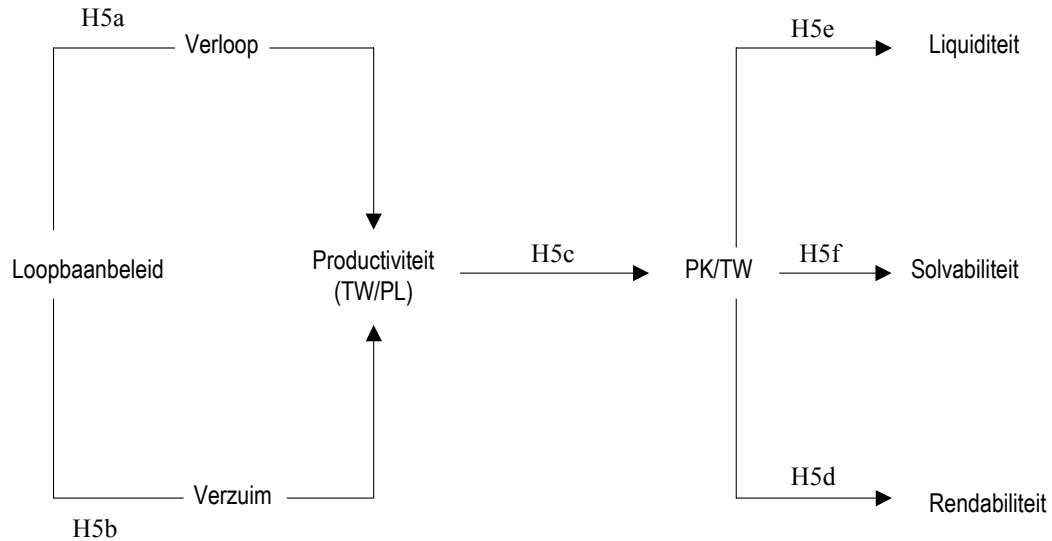 H5a
Verloop
H5e
Liquiditeit
Loopbaanbeleid
Productiviteit
(TW/PL)
H5c
PK/TW
H5f
Solvabiliteit
Verzuim
H5b
H5d
Rendabiliteit